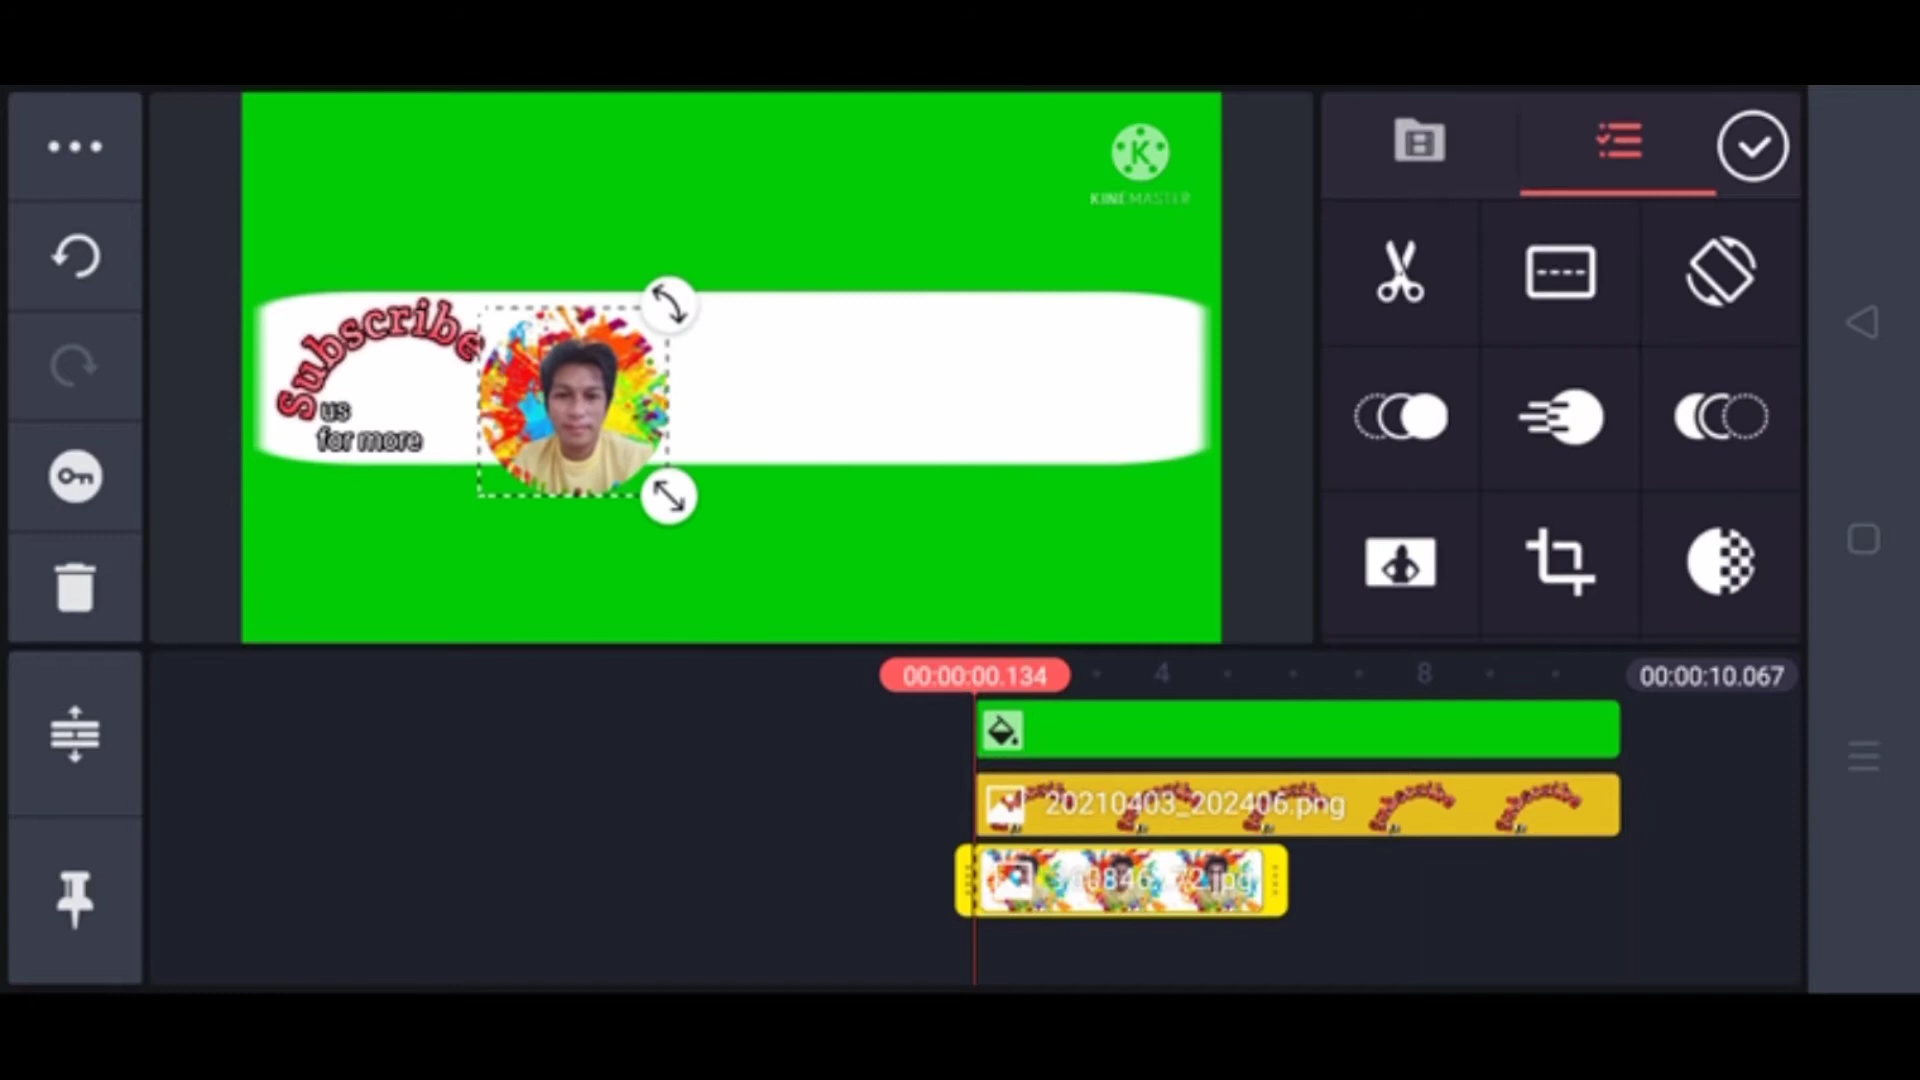 K
KINEMASTER
Subscribe
us
for more
00:00:00.134
4
8
00:00:10.067
20210403_202406.png